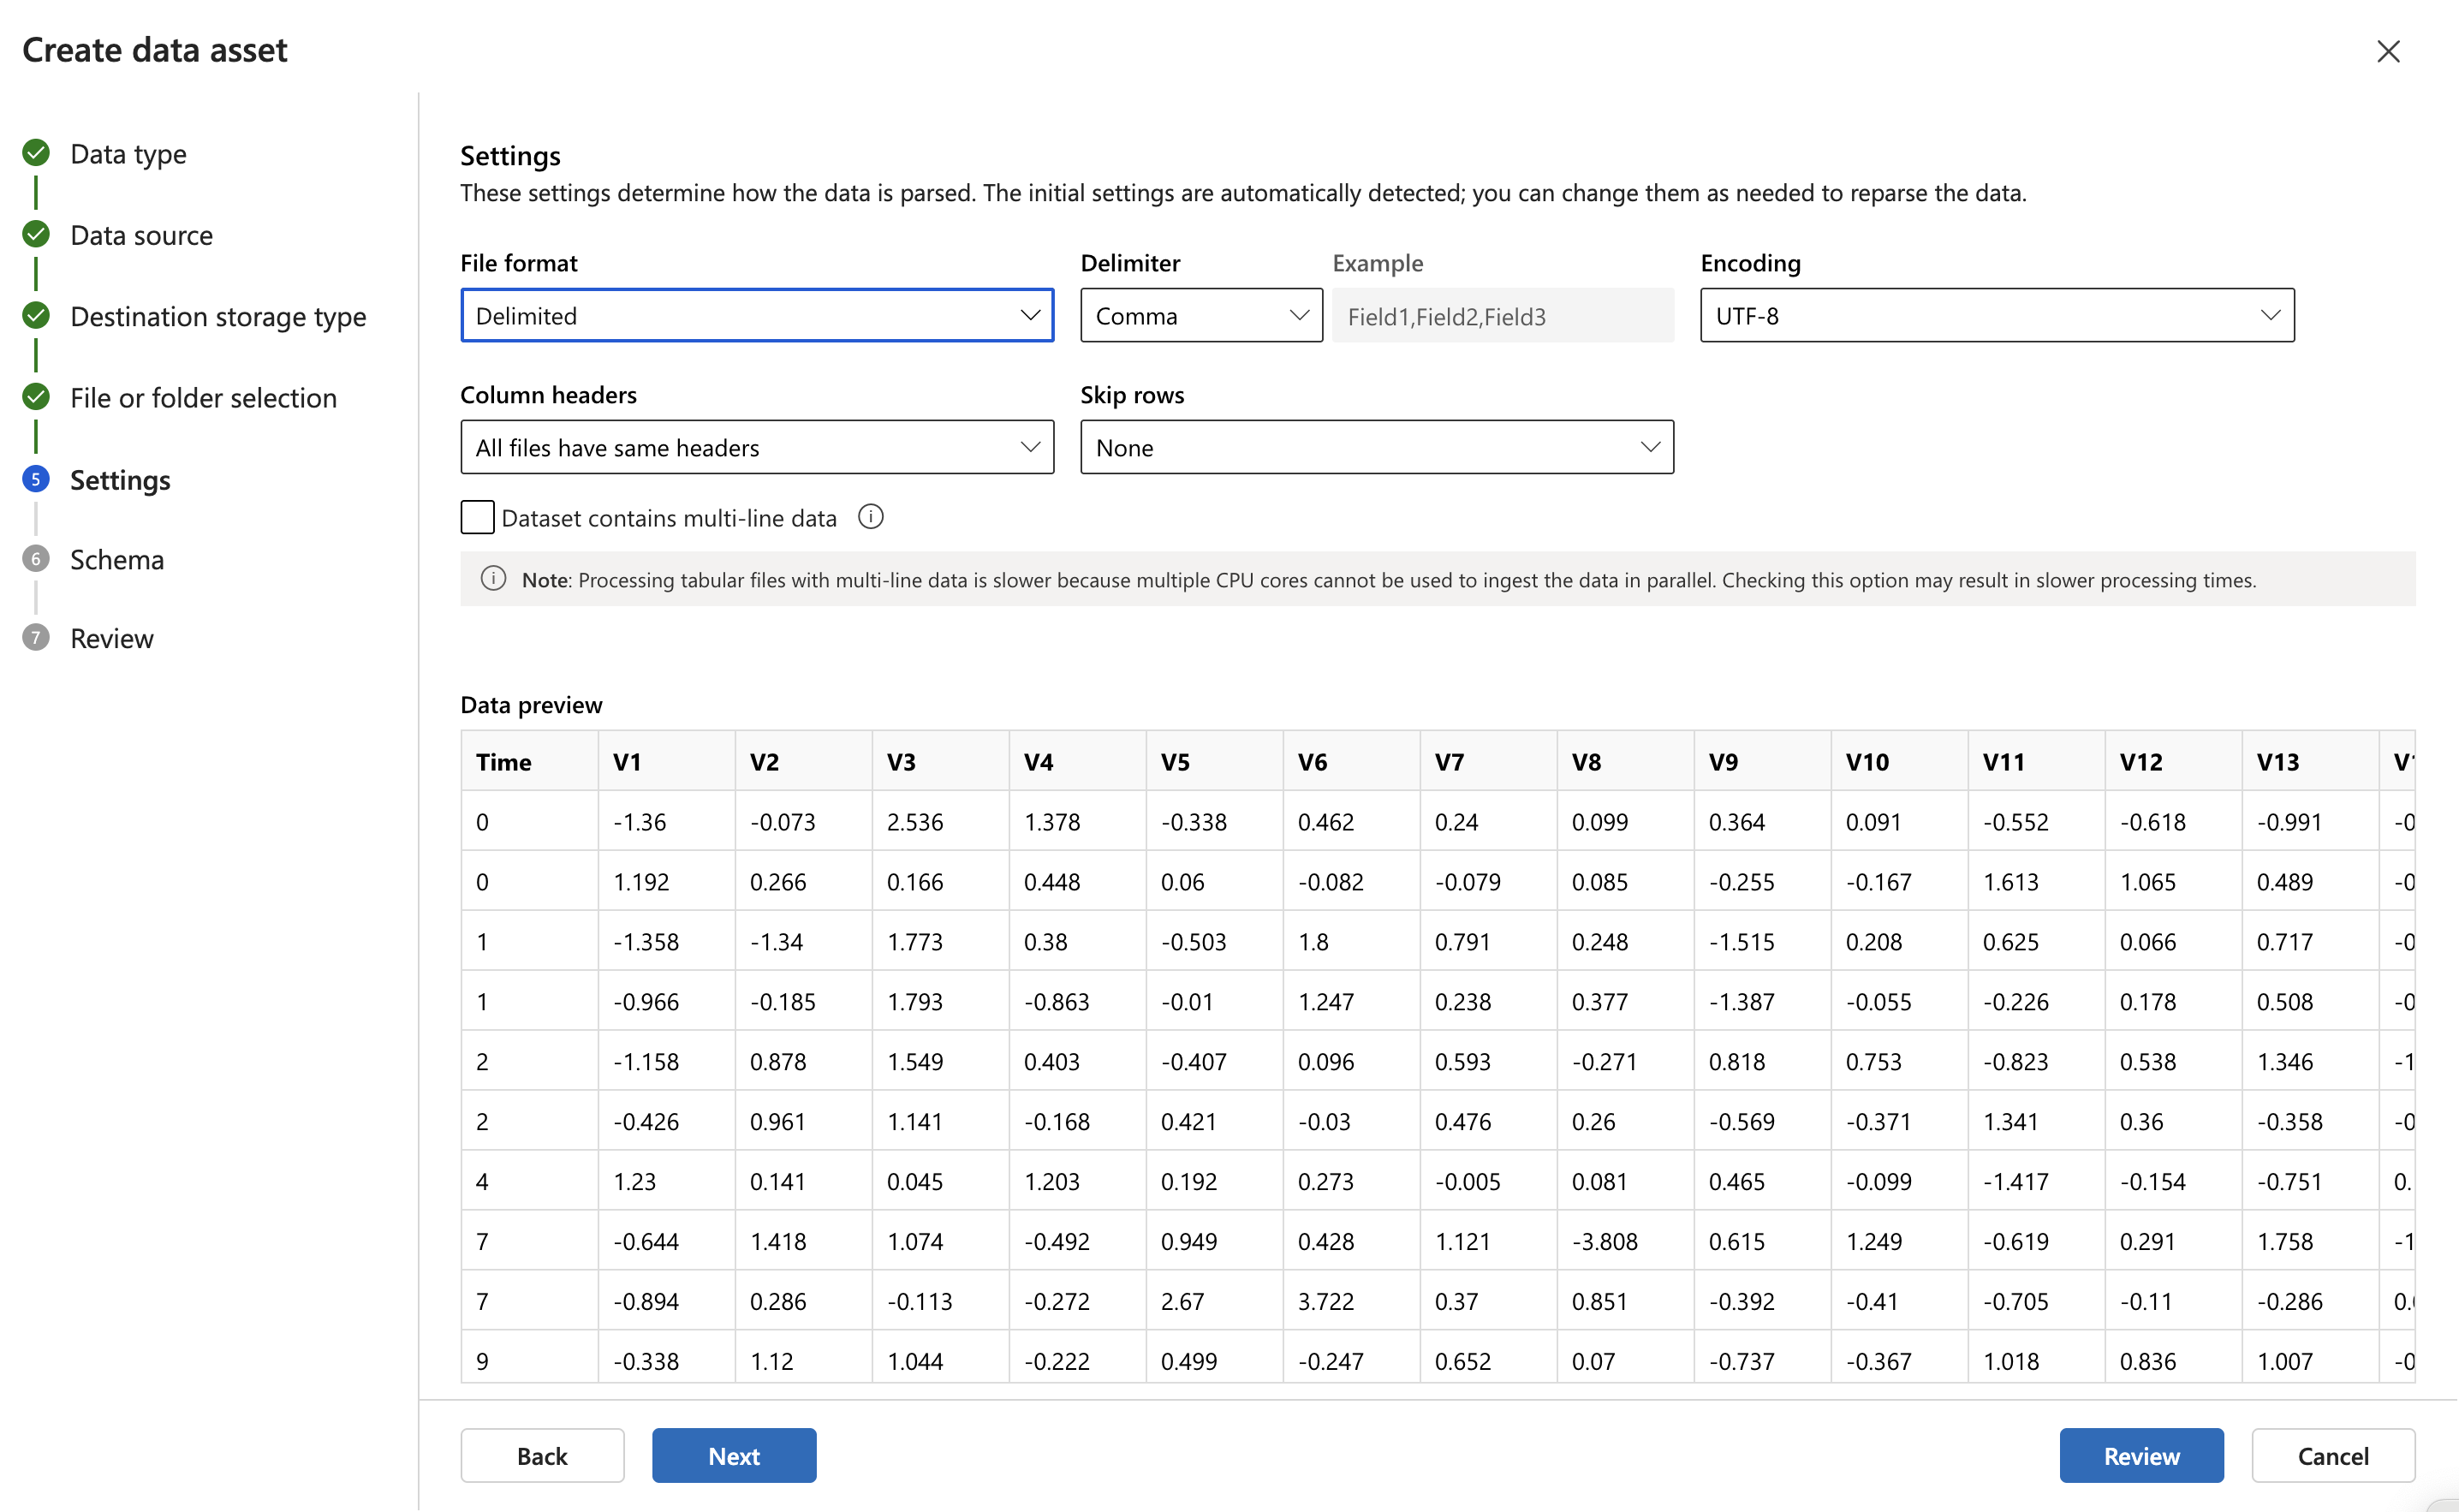 Create data asset
Data type
Data source
Destination storage type
File or folder selection
5 Settings
6 Schema
7 Review
Settings
These settings determine how the data is parsed. The initial settings are automatically detected; you can change them as needed to reparse the data.
File format Delimiter Example Encoding
Delimited Comma Field1,Field2,Field3 UTF-8
Column headers Skip rows
All files have same headers None
Dataset contains multi-line data
Note: Processing tabular files with multi-line data is slower because multiple CPU cores cannot be used to ingest the data in parallel. Checking this option may result in slower processing times.
Data preview
Time V1 V2 V3 V4 V5 V6 V7 V8 V9 V10 V11 V12 V13
0 -1.36 -0.073 2.536 1.378 -0.338 0.462 0.24 0.099 0.364 0.091 -0.552 -0.618 -0.991
0 1.192 0.266 0.166 0.448 0.06 -0.082 -0.079 0.085 -0.255 -0.167 1.613 1.065 0.489
1 -1.358 -1.34 1.773 0.38 -0.503 1.8 0.791 0.248 -1.515 0.208 0.625 0.066 0.717
1 -0.966 -0.185 1.793 -0.863 -0.01 1.247 0.238 0.377 -1.387 -0.055 -0.226 0.178 0.508
2 -1.158 0.878 1.549 0.403 -0.407 0.096 0.593 -0.271 0.818 0.753 -0.823 0.538 1.346
2 -0.426 0.961 1.141 -0.168 0.421 -0.03 0.476 0.26 -0.569 -0.371 1.341 0.36 -0.358
4 1.23 0.141 0.045 1.203 0.192 0.273 -0.005 0.081 0.465 -0.099 -1.417 -0.154 -0.751
7 -0.644 1.418 1.074 -0.492 0.949 0.428 1.121 -3.808 0.615 1.249 -0.619 0.291 1.758
7 -0.894 0.286 -0.113 -0.272 2.67 3.722 0.37 0.851 -0.392 -0.41 -0.705 -0.11 -0.286
9 -0.338 1.12 1.044 -0.222 0.499 -0.247 0.652 0.07 -0.737 -0.367 1.018 0.836 1.007
Back Next Review Cancel